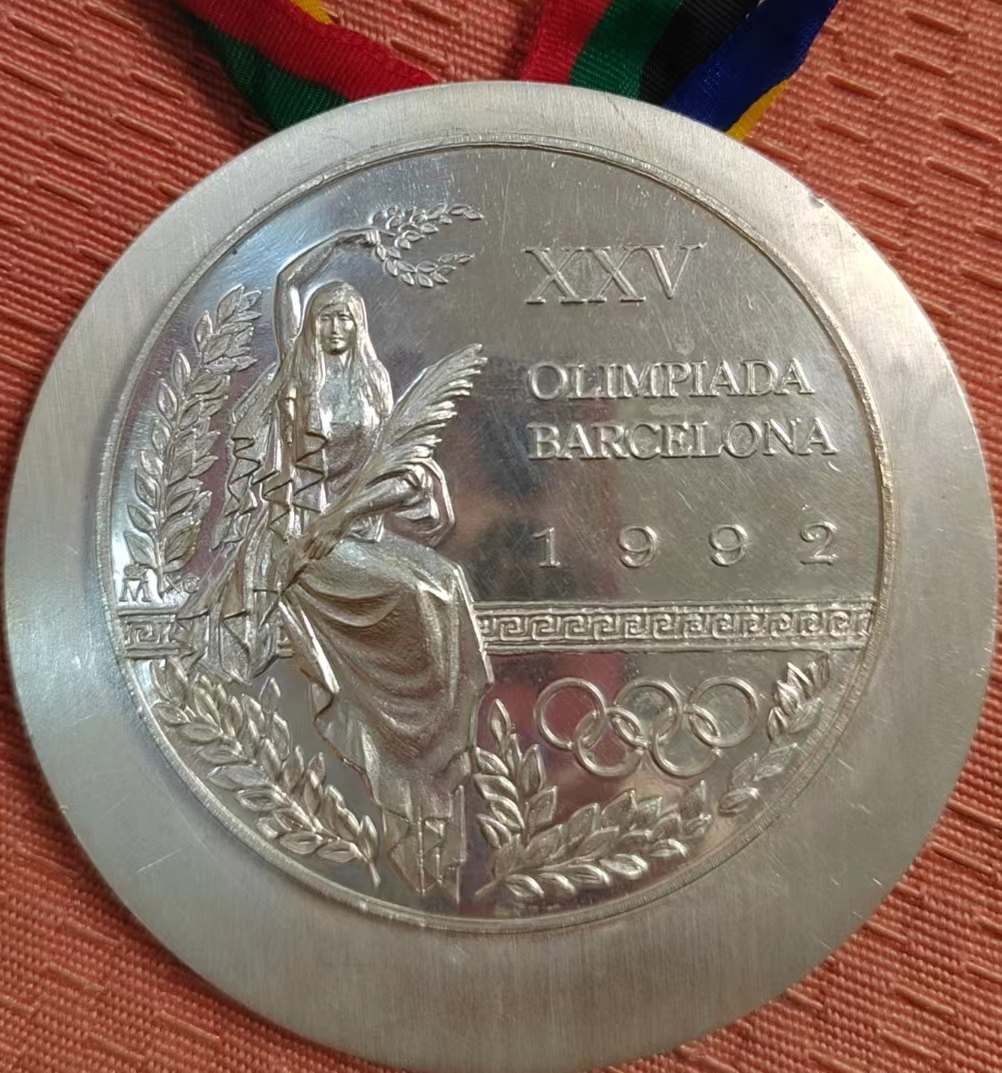 XXV
OLIMPIADA
BARCELONA
1992
M